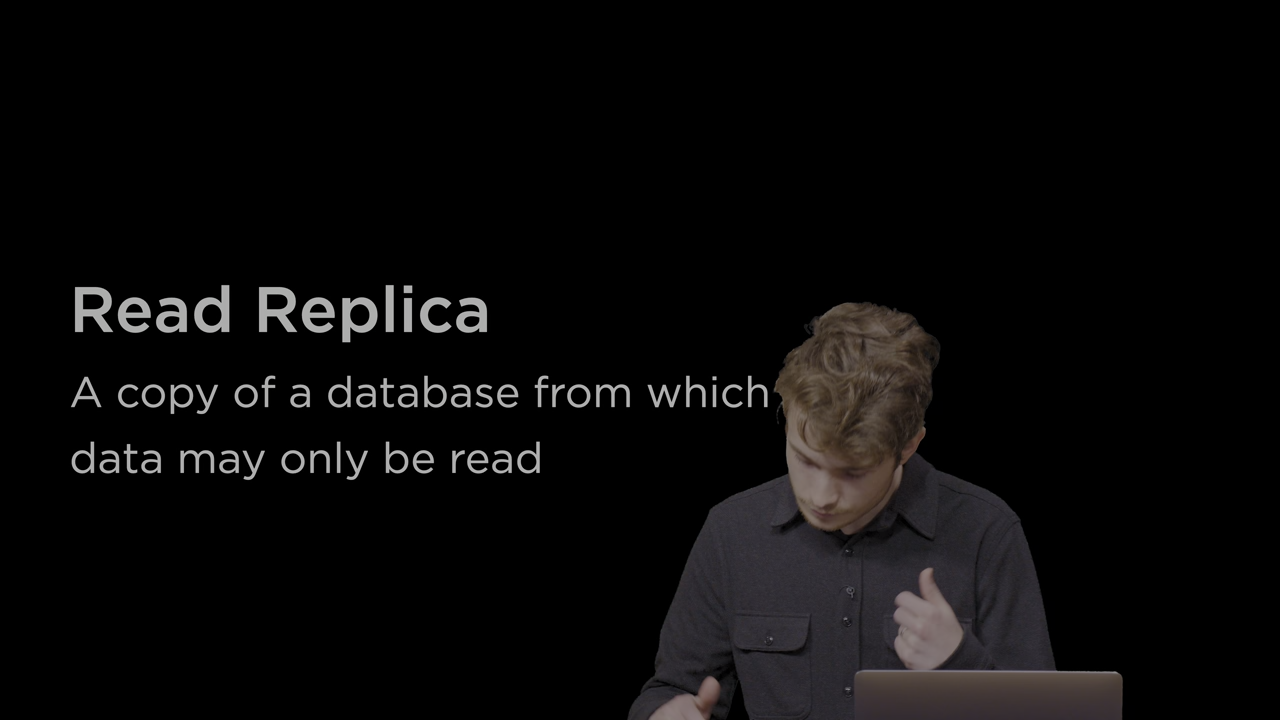 Read Replica
A copy of a database from which
data may only be read